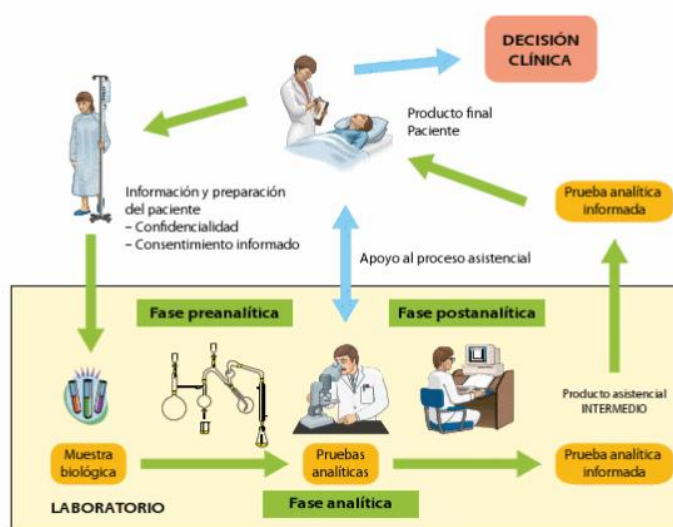 DECISIÓN
CLÍNICA
Producto final
Paciente
Información y preparación
del paciente
– Confidencialidad
– Consentimiento informado
Prueba analítica
informada
Apoyo al proceso asistencial
Fase preanalítica
Fase postanalítica
Producto asistencial
INTERMEDIO
Muestra
biológica
Pruebas
analíticas
Prueba analítica
informada
LABORATORIO
Fase analítica